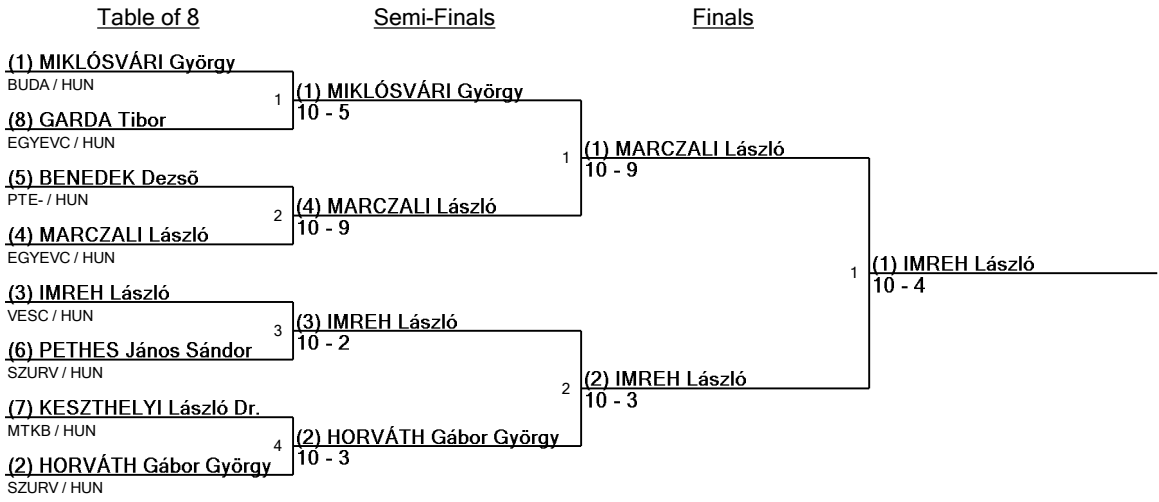 Table of 8
Semi-Finals
Finals
(1) MIKLÓSVÁRI György
BUDA / HUN
1
(1) MIKLÓSVÁRI György
10 - 5
(8) GARDA Tibor
EGYEVC / HUN
1
(1) MARCZALI László
10 - 9
(5) BENEDEK Dezsõ
PTE- / HUN
2
(4) MARCZALI László
10 - 9
(4) MARCZALI László
EGYEVC / HUN
1
(1) IMREH László
10 - 4
(3) IMREH László
VESC / HUN
3
(3) IMREH László
10 - 2
(6) PETHES János Sándor
SZURV / HUN
2
(2) IMREH László
10 - 3
(7) KESZTHELYI László Dr.
MTKB / HUN
4
(2) HORVÁTH Gábor György
10 - 3
(2) HORVÁTH Gábor György
SZURV / HUN